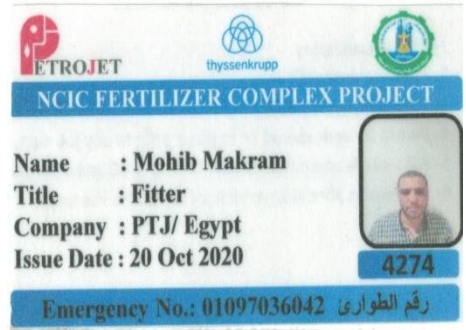 PETROJET
thyssenkrupp
NCIC FERTILIZER COMPLEX PROJECT
Name : Mohib Makram
Title : Fitter
Company : PTJ/ Egypt
Issue Date : 20 Oct 2020
4274
Emergency No.: 01097036042 رقم الطوارئ